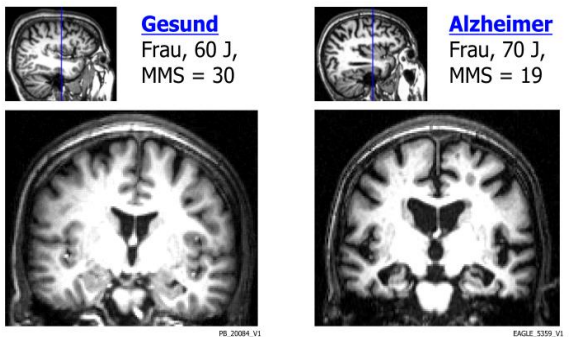 Gesund
Frau, 60 J,
MMS = 30
Alzheimer
Frau, 70 J,
MMS = 19
PB_20084_V1
EAGLE_5359_V1